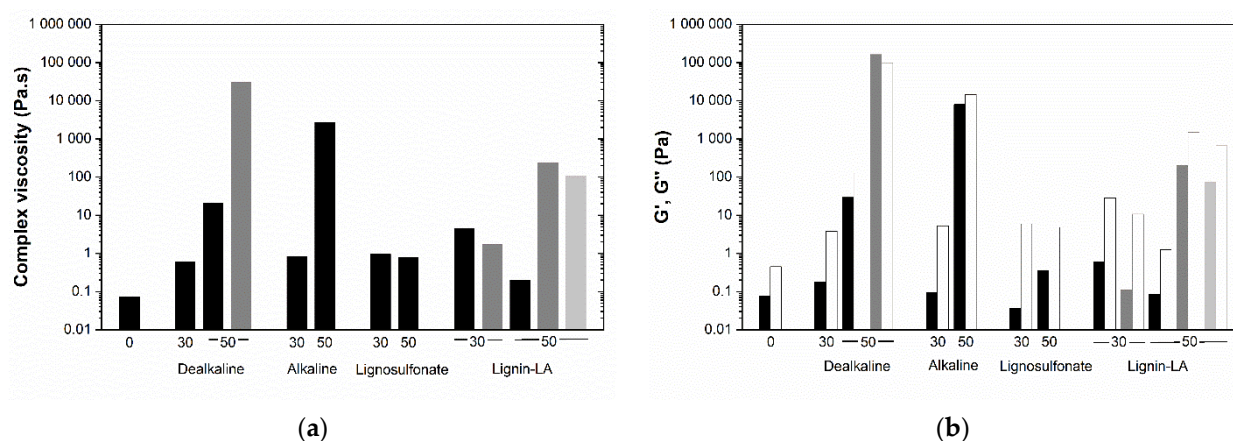 Complex viscosity (Pa.s)
1 000 000
100 000
10 000
1 000
100
10
1
0.1
0.01
0 30 50 30 50 30 50 30 50
Dealkaline Alkaline Lignosulfonate Lignin-LA
(a)
G', G'' (Pa)
1 000 000
100 000
10 000
1 000
100
10
1
0.1
0.01
0 30 50 30 50 30 50 30 50
Dealkaline Alkaline Lignosulfonate Lignin-LA
(b)